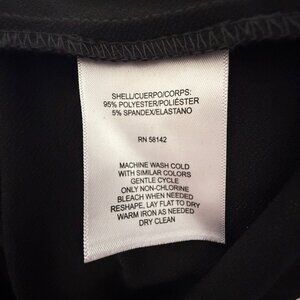 SHELL/CUERPO/CORPS:
95% POLYESTER/POLIÉSTER
5% SPANDEX/ELASTANO
RN 58142
MACHINE WASH COLD
WITH SIMILAR COLORS
GENTLE CYCLE
ONLY NON-CHLORINE
BLEACH WHEN NEEDED
RESHAPE, LAY FLAT TO DRY
WARM IRON AS NEEDED
DRY CLEAN